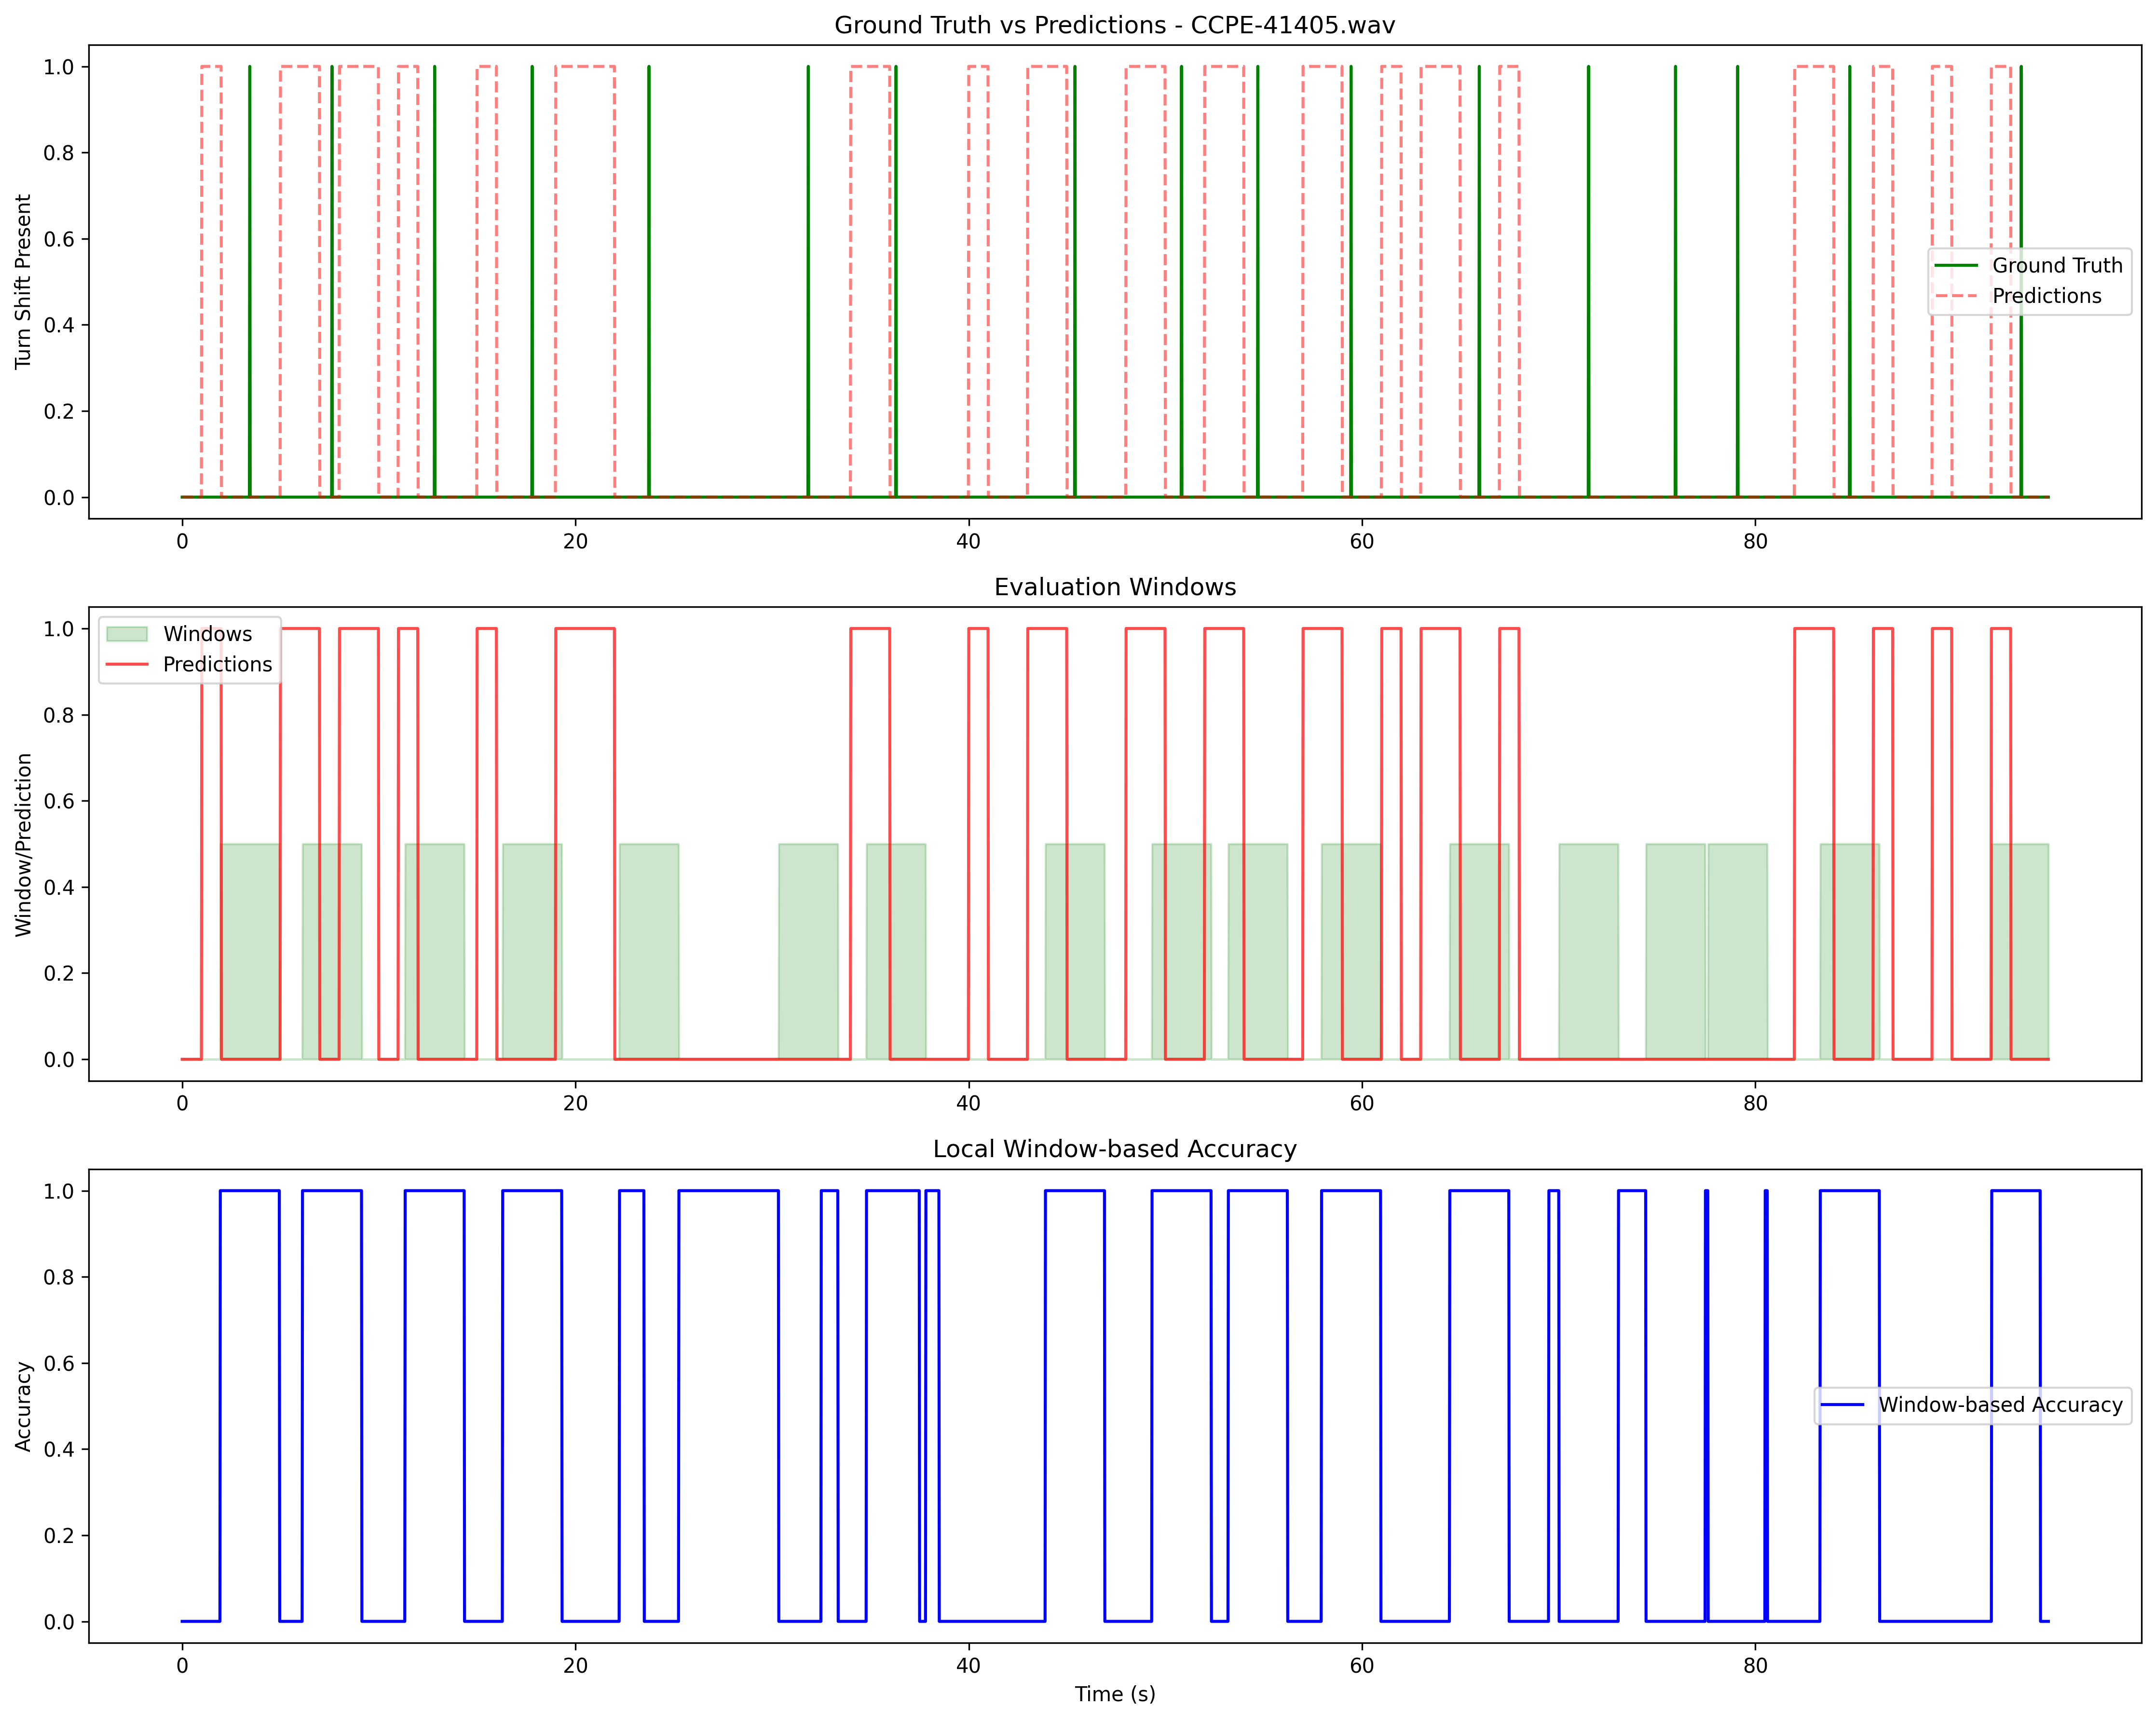 Ground Truth vs Predictions - CCPE-41405.wav
Turn Shift Present
1.0
0.8
0.6
0.4
0.2
0.0
Ground Truth
Predictions
0 20 40 60 80
Evaluation Windows
Window/Prediction
1.0
0.8
0.6
0.4
0.2
0.0
Windows
Predictions
0 20 40 60 80
Local Window-based Accuracy
Accuracy
1.0
0.8
0.6
0.4
0.2
0.0
Window-based Accuracy
0 20 40 60 80
Time (s)